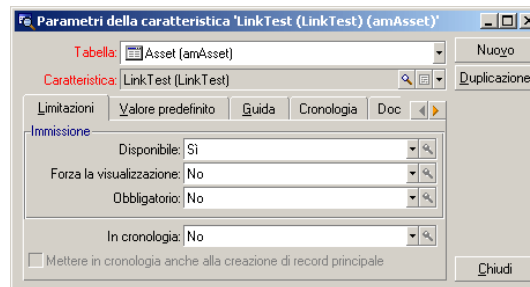 Parametri della caratteristica 'LinkTest (LinkTest) (amAsset)'
Tabella: Asset (amAsset)
Nuovo
Caratteristica: LinkTest (LinkTest)
Duplicazione
Limitazioni Valore predefinito Guida Cronologia Doc
Immissione
Disponibile: Sì
Forza la visualizzazione: No
Obbligatorio: No
In cronologia: No
Mettere in cronologia anche alla creazione di record principale
Chiudi